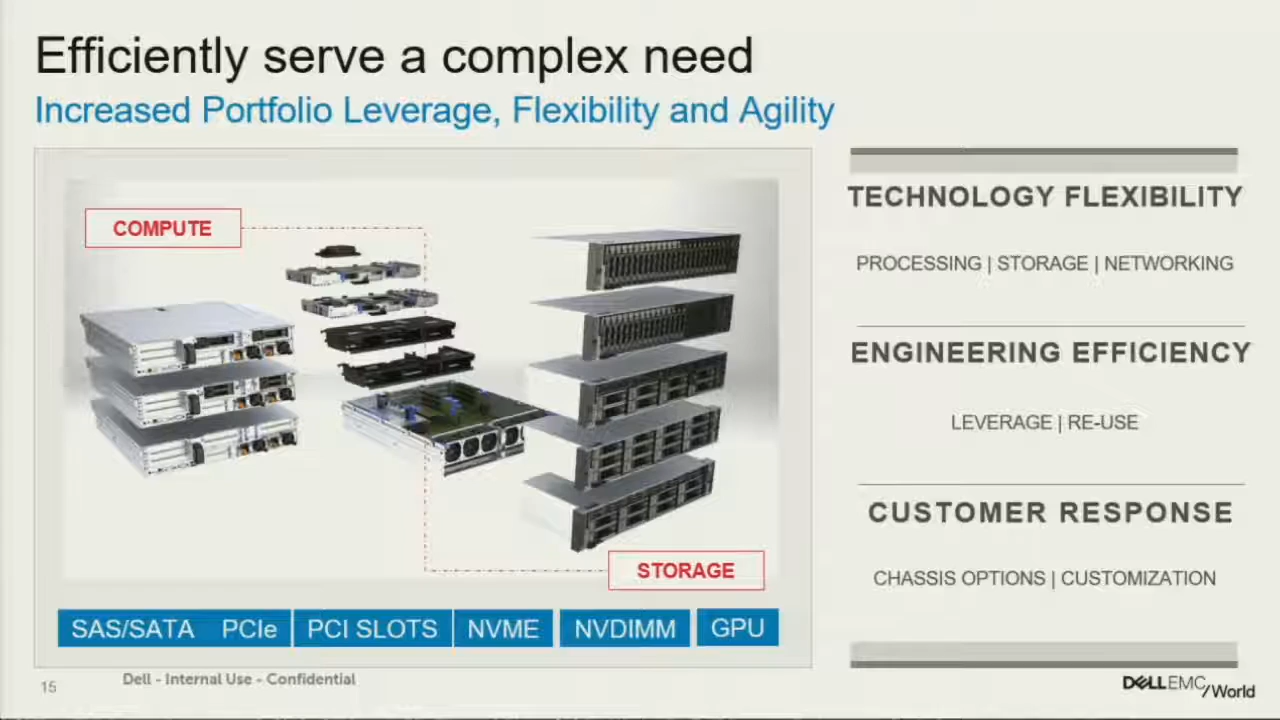 Efficiently serve a complex need
Increased Portfolio Leverage, Flexibility and Agility
COMPUTE
STORAGE
SAS/SATA PCIe PCI SLOTS NVME NVDIMM GPU
TECHNOLOGY FLEXIBILITY
PROCESSING | STORAGE | NETWORKING
ENGINEERING EFFICIENCY
LEVERAGE | RE-USE
CUSTOMER RESPONSE
CHASSIS OPTIONS | CUSTOMIZATION
15
Dell - Internal Use - Confidential
DELLEMC
/World